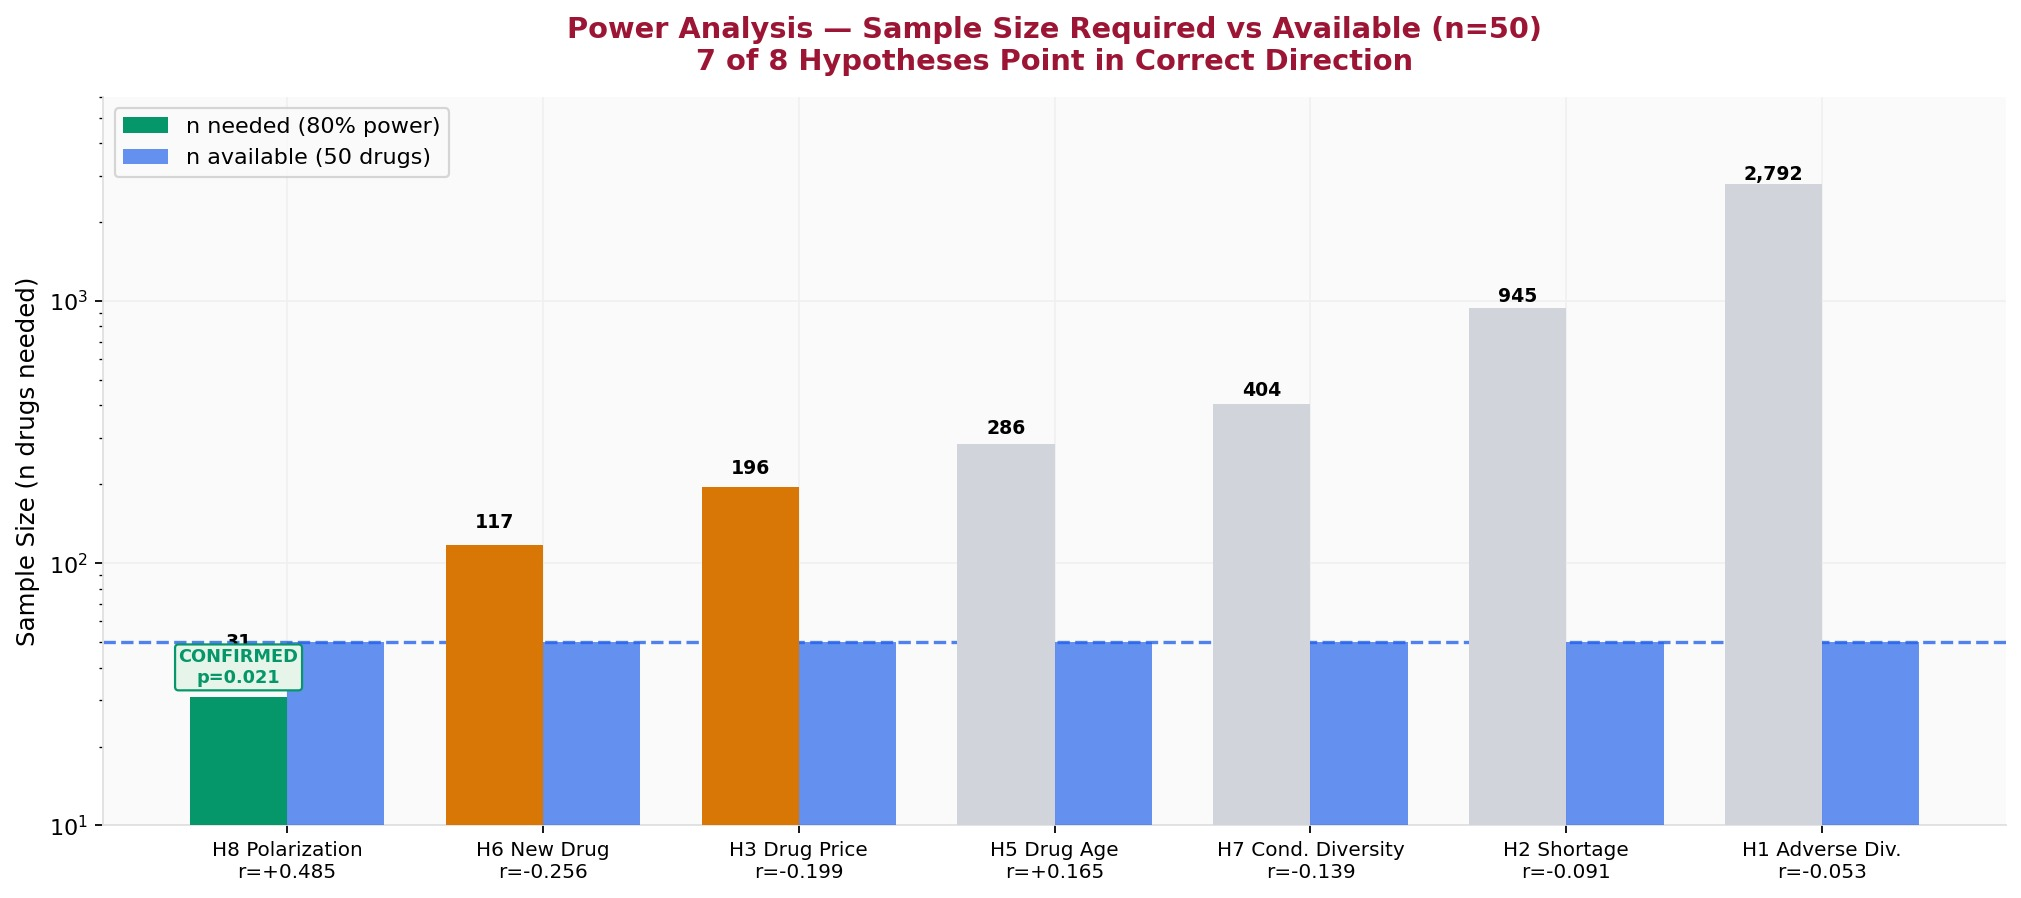 Power Analysis — Sample Size Required vs Available (n=50)
7 of 8 Hypotheses Point in Correct Direction
n needed (80% power)
n available (50 drugs)
Sample Size (n drugs needed)
10³
10²
10¹
31
CONFIRMED
p=0.021
117
196
286
404
945
2,792
H8 Polarization
r=+0.485
H6 New Drug
r=-0.256
H3 Drug Price
r=-0.199
H5 Drug Age
r=+0.165
H7 Cond. Diversity
r=-0.139
H2 Shortage
r=-0.091
H1 Adverse Div.
r=-0.053